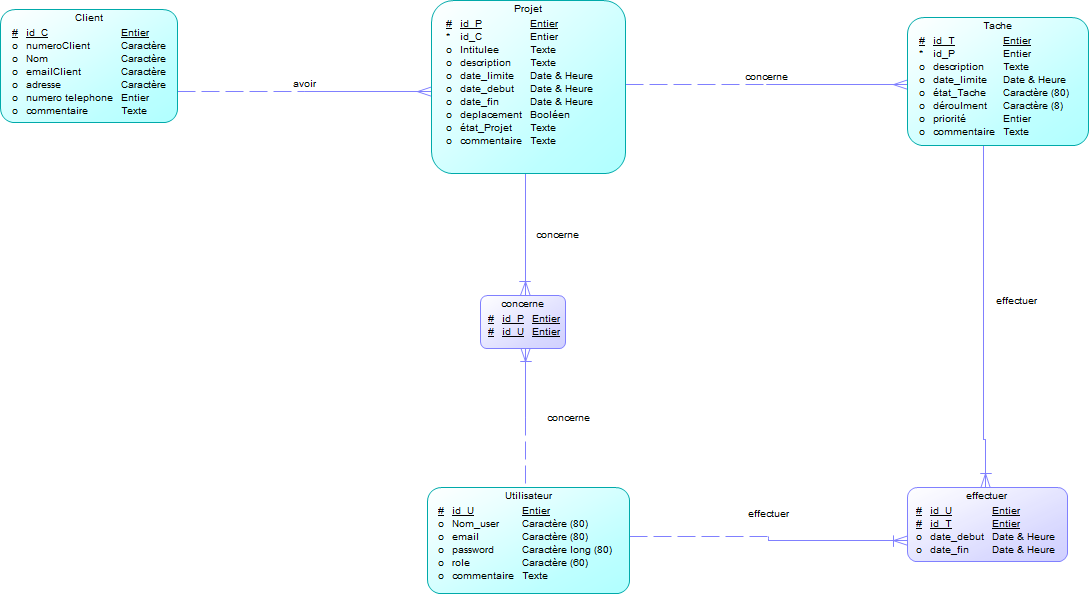 Client
# id_C Entier
o numeroClient Caractère
o Nom Caractère
o emailClient Caractère
o adresse Caractère
o numero telephone Entier
o commentaire Texte
avoir
Projet
# id_P Entier
* id_C Entier
o Intitulee Texte
o description Texte
o date_limite Date & Heure
o date_debut Date & Heure
o date_fin Date & Heure
o deplacement Booléen
o état_Projet Texte
o commentaire Texte
concerne
Tache
# id_T Entier
* id_P Entier
o description Texte
o date_limite Date & Heure
o état_Tache Caractère (80)
o déroulment Caractère (8)
o priorité Entier
o commentaire Texte
concerne
concerne
# id_P Entier
# id_U Entier
effectuer
concerne
Utilisateur
# id_U Entier
o Nom_user Caractère (80)
o email Caractère (80)
o password Caractère long (80)
o role Caractère (60)
o commentaire Texte
effectuer
effectuer
# id_U Entier
# id_T Entier
o date_debut Date & Heure
o date_fin Date & Heure